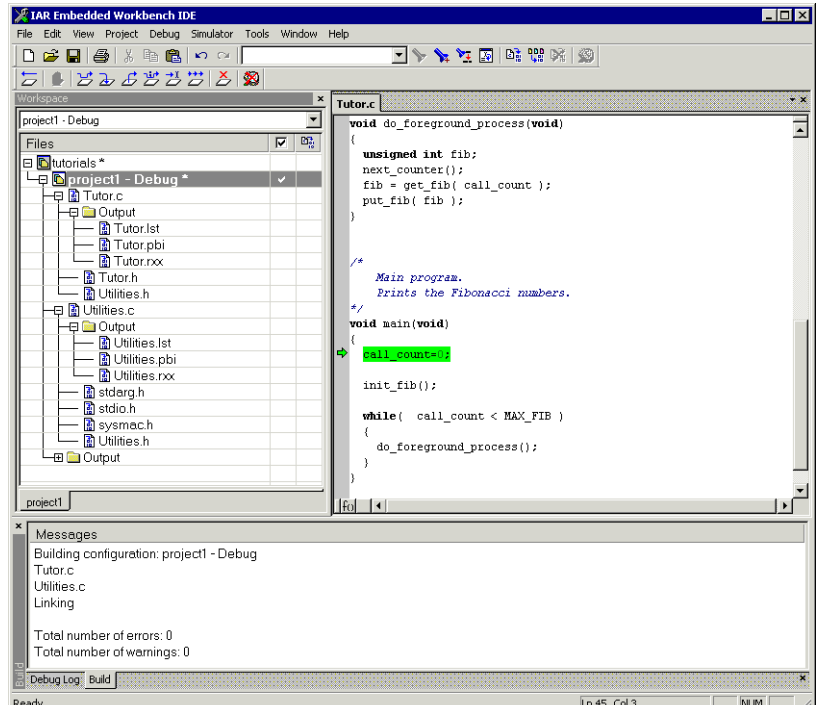 IAR Embedded Workbench IDE
File Edit View Project Debug Simulator Tools Window Help
Workspace
project1 - Debug
Files
tutorials *
project1 - Debug *
Tutor.c
Output
Tutor.lst
Tutor.pbi
Tutor.rxx
Tutor.h
Utilities.h
Utilities.c
Output
Utilities.lst
Utilities.pbi
Utilities.rxx
stdarg.h
stdio.h
sysmac.h
Utilities.h
Output
project1
Tutor.c
void do_foreground_process(void)
{
unsigned int fib;
next_counter();
fib = get_fib( call_count );
put_fib( fib );
}
/*
Main program.
Prints the Fibonacci numbers.
*/
void main(void)
{
call_count=0;
init_fib();
while( call_count < MAX_FIB )
{
do_foreground_process();
}
}
Messages
Building configuration: project1 - Debug
Tutor.c
Utilities.c
Linking
Total number of errors: 0
Total number of warnings: 0
Build
Debug Log Build
Ready Ln 45, Col 3 NUM